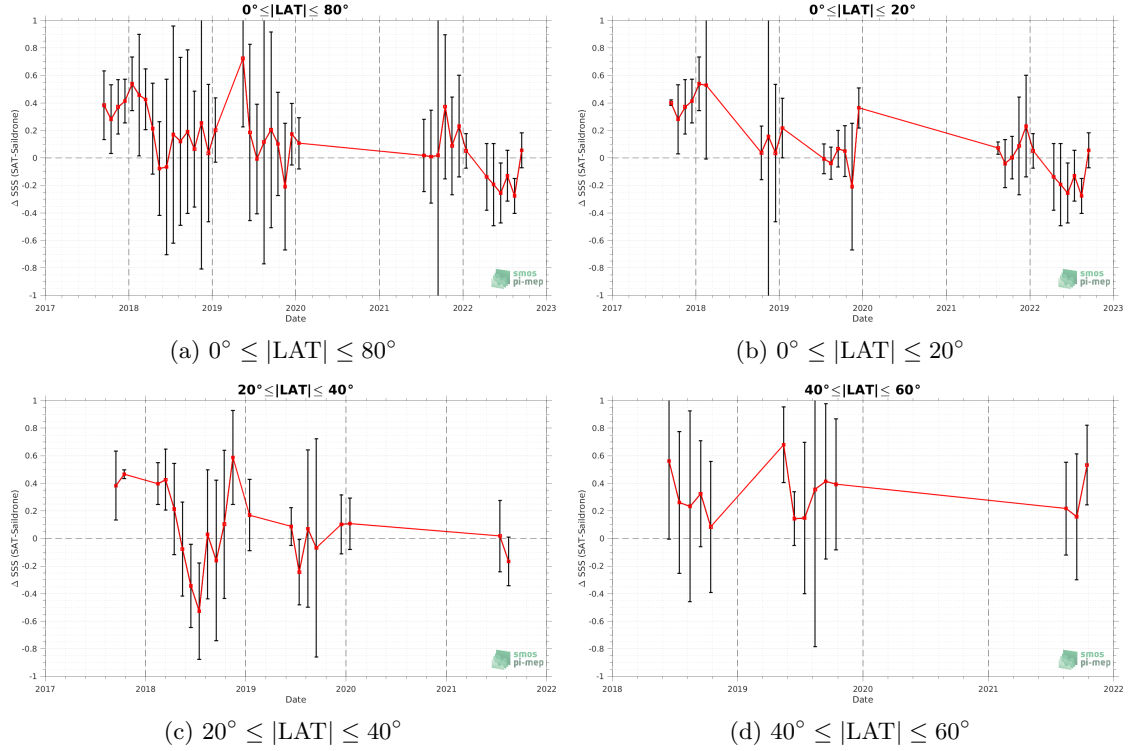 0°≤|LAT|≤ 80°
Δ SSS (SAT-Saildrone)
1
0.8
0.6
0.4
0.2
0
-0.2
-0.4
-0.6
-0.8
-1
2017 2018 2019 2020 2021 2022 2023
Date
smos
pi-mep
(a) 0° ≤ |LAT| ≤ 80°
0°≤|LAT|≤ 20°
Δ SSS (SAT-Saildrone)
1
0.8
0.6
0.4
0.2
0
-0.2
-0.4
-0.6
-0.8
-1
2017 2018 2019 2020 2021 2022 2023
Date
smos
pi-mep
(b) 0° ≤ |LAT| ≤ 20°
20°≤|LAT|≤ 40°
Δ SSS (SAT-Saildrone)
1
0.8
0.6
0.4
0.2
0
-0.2
-0.4
-0.6
-0.8
-1
2017 2018 2019 2020 2021 2022
Date
smos
pi-mep
(c) 20° ≤ |LAT| ≤ 40°
40°≤|LAT|≤ 60°
Δ SSS (SAT-Saildrone)
1
0.8
0.6
0.4
0.2
0
-0.2
-0.4
-0.6
-0.8
-1
2018 2019 2020 2021 2022
Date
smos
pi-mep
(d) 40° ≤ |LAT| ≤ 60°